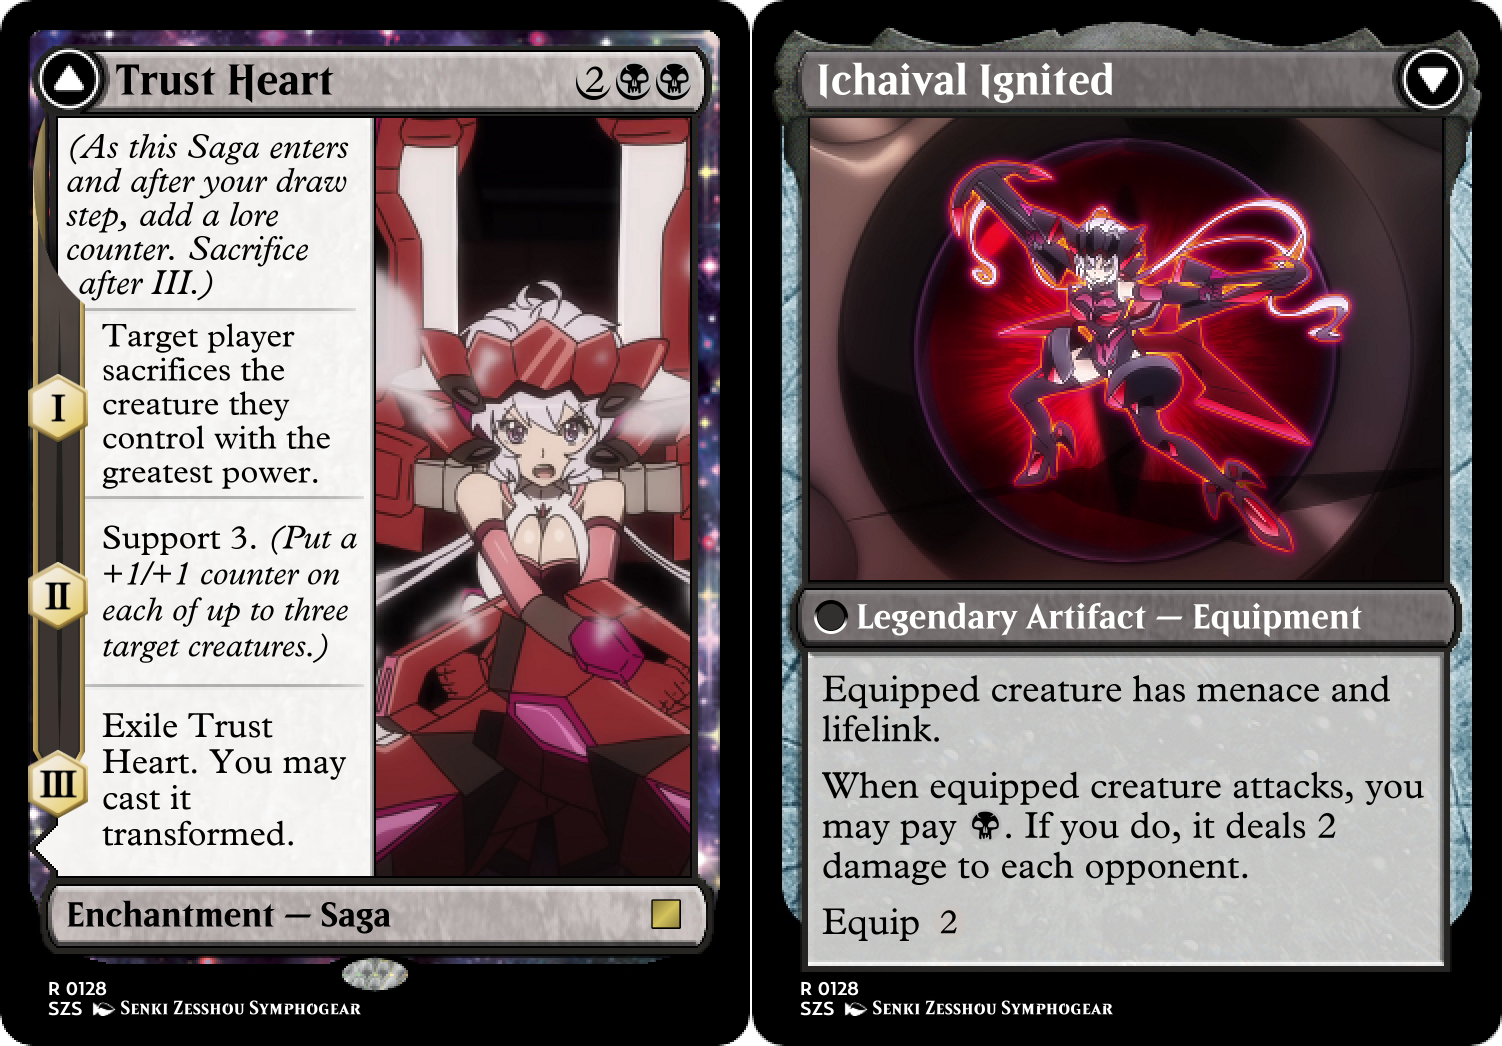 Trust Heart 2
(As this Saga enters
and after your draw
step, add a lore
counter. Sacrifice
after III.)
I
Target player
sacrifices the
creature they
control with the
greatest power.
II
Support 3. (Put a
+1/+1 counter on
each of up to three
target creatures.)
III
Exile Trust
Heart. You may
cast it
transformed.
Enchantment — Saga
R 0128
SZS Senki Zesshou Symphogear
Ichaival Ignited
Legendary Artifact — Equipment
Equipped creature has menace and
lifelink.
When equipped creature attacks, you
may pay . If you do, it deals 2
damage to each opponent.
Equip 2
R 0128
SZS Senki Zesshou Symphogear